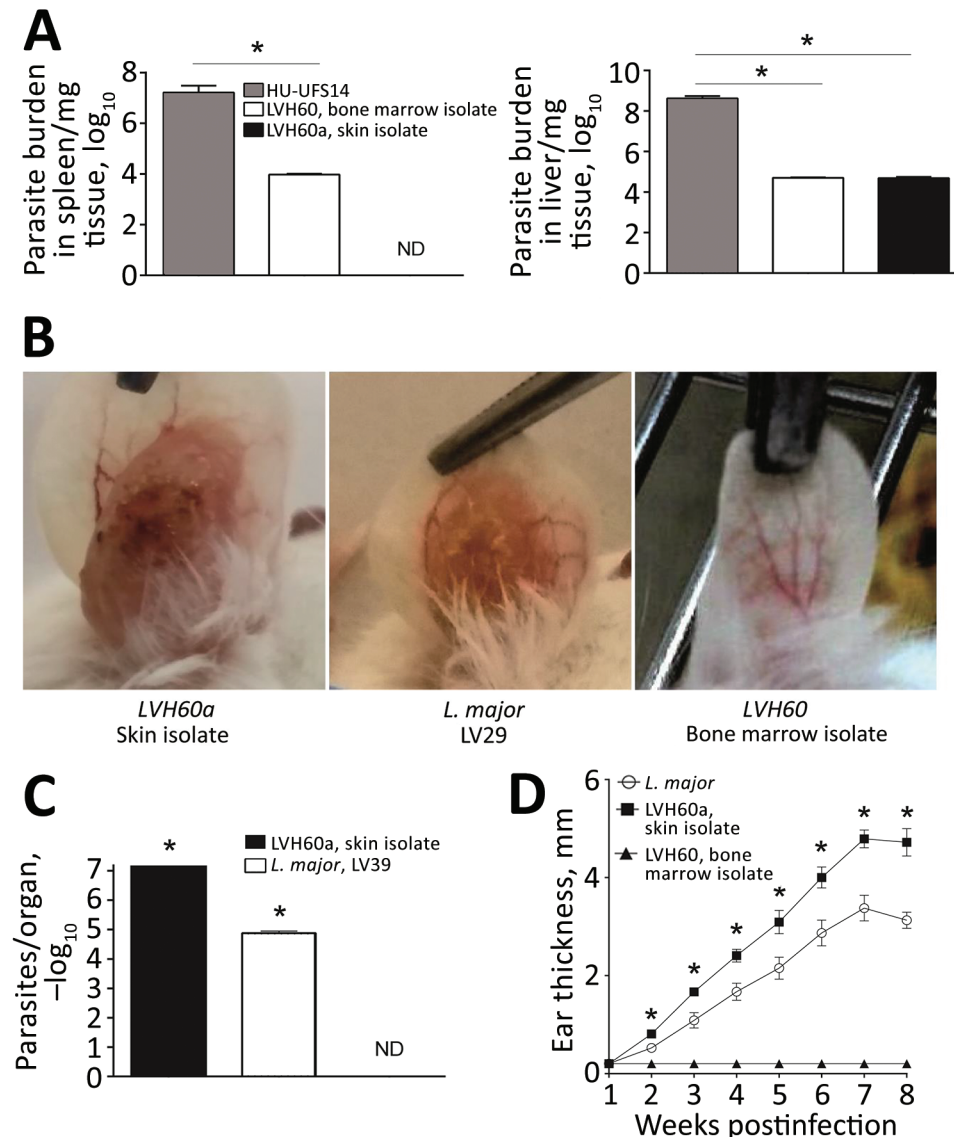 A
Parasite burden
in spleen/mg
tissue, log10
8
6
4
2
0
*
HU-UFS14
LVH60, bone marrow isolate
LVH60a, skin isolate
ND
Parasite burden
in liver/mg
tissue, log10
10
8
6
4
2
0
*
*
B
LVH60a
Skin isolate
L. major
LV29
LVH60
Bone marrow isolate
C
Parasites/organ,
–log10
7
6
5
4
3
2
1
0
*
*
LVH60a, skin isolate
L. major, LV39
ND
D
Ear thickness, mm
6
4
2
0
L. major
LVH60a,
skin isolate
LVH60, bone
marrow isolate
* * * * * * *
1 2 3 4 5 6 7 8
Weeks postinfection